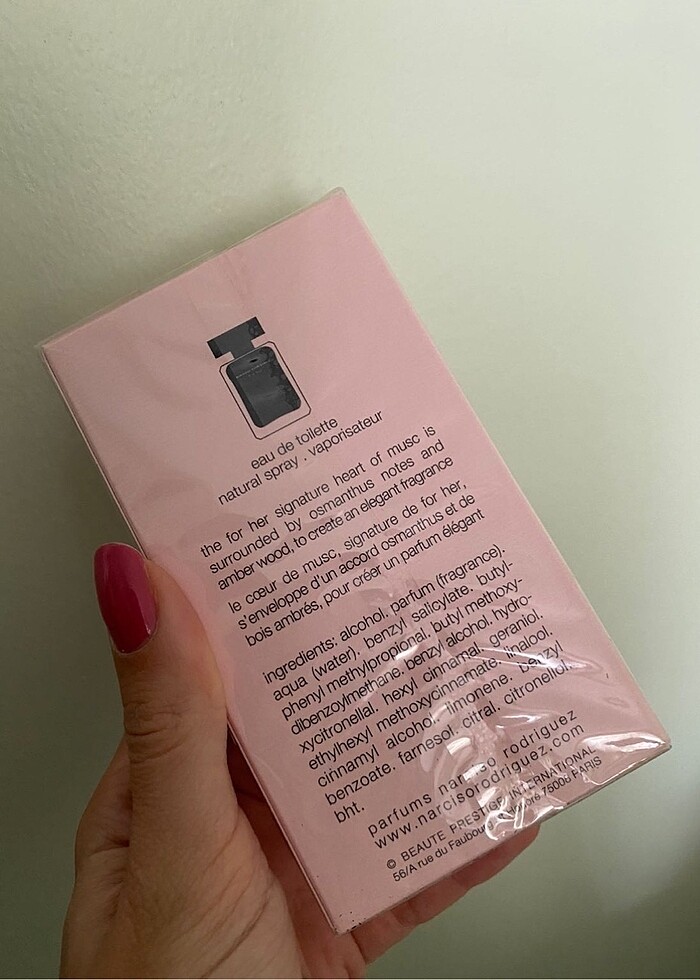 eau de toilette
natural spray . vaporisateur
the for her signature heart of musc is
surrounded by osmanthus notes and
amber wood, to create an elegant fragrance
le cœur de musc, signature de for her,
s'enveloppe d'un accord osmanthus et de
bois ambrés, pour créer un parfum élégant
ingredients: alcohol. parfum (fragrance).
aqua (water). benzyl salicylate. butyl-
phenyl methylpropional. butyl methoxy-
dibenzoylmethane. benzyl alcohol. hydro-
xycitronellal. hexyl cinnamal. geraniol.
ethylhexyl methoxycinnamate. linalool.
cinnamyl alcohol. limonene. benzyl
benzoate. farnesol. citral. citronellol.
bht.
parfums narciso rodriguez
www.narcisorodriguez.com
© BEAUTE PRESTIGE INTERNATIONAL
56/A rue du Faubourg PARIS